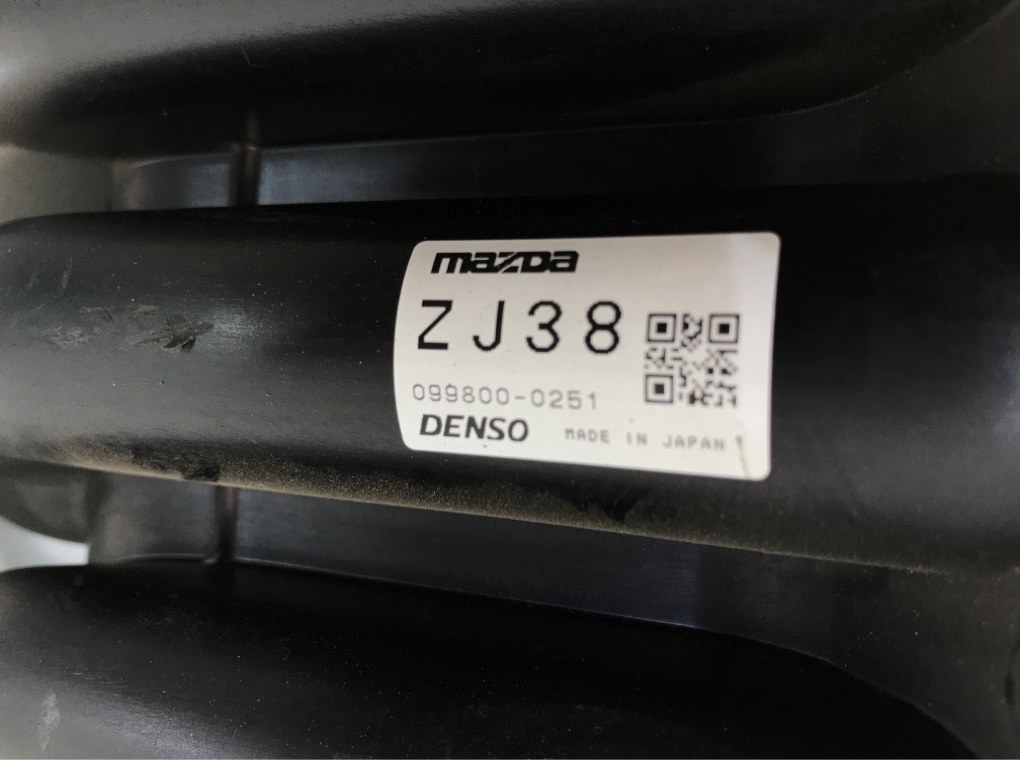 mazda
ZJ38
099800-0251
DENSO MADE IN JAPAN